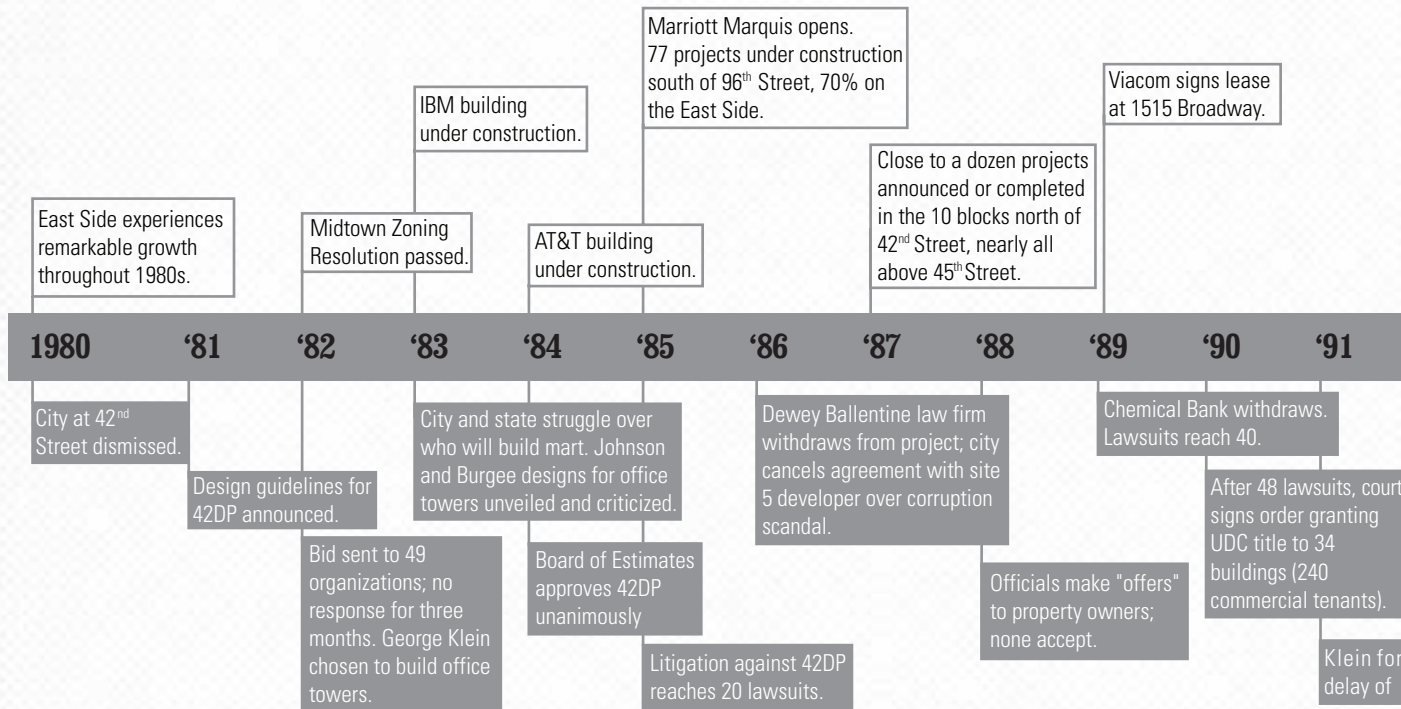 Marriott Marquis opens.
77 projects under construction
south of 96th Street, 70% on
the East Side.
Viacom signs lease
at 1515 Broadway.
IBM building
under construction.
Close to a dozen projects
announced or completed
in the 10 blocks north of
42nd Street, nearly all
above 45th Street.
East Side experiences
remarkable growth
throughout 1980s.
Midtown Zoning
Resolution passed.
AT&T building
under construction.
1980 ‘81 ‘82 ‘83 ‘84 ‘85 ‘86 ‘87 ‘88 ‘89 ‘90 ‘91
City at 42nd
Street dismissed.
Design guidelines for
42DP announced.
Bid sent to 49
organizations; no
response for three
months. George Klein
chosen to build office
towers.
City and state struggle over
who will build mart. Johnson
and Burgee designs for office
towers unveiled and criticized.
Board of Estimates
approves 42DP
unanimously
Litigation against 42DP
reaches 20 lawsuits.
Dewey Ballentine law firm
withdraws from project; city
cancels agreement with site
5 developer over corruption
scandal.
Officials make "offers"
to property owners;
none accept.
Chemical Bank withdraws.
Lawsuits reach 40.
After 48 lawsuits, court
signs order granting
UDC title to 34
buildings (240
commercial tenants).
Klein for
delay of